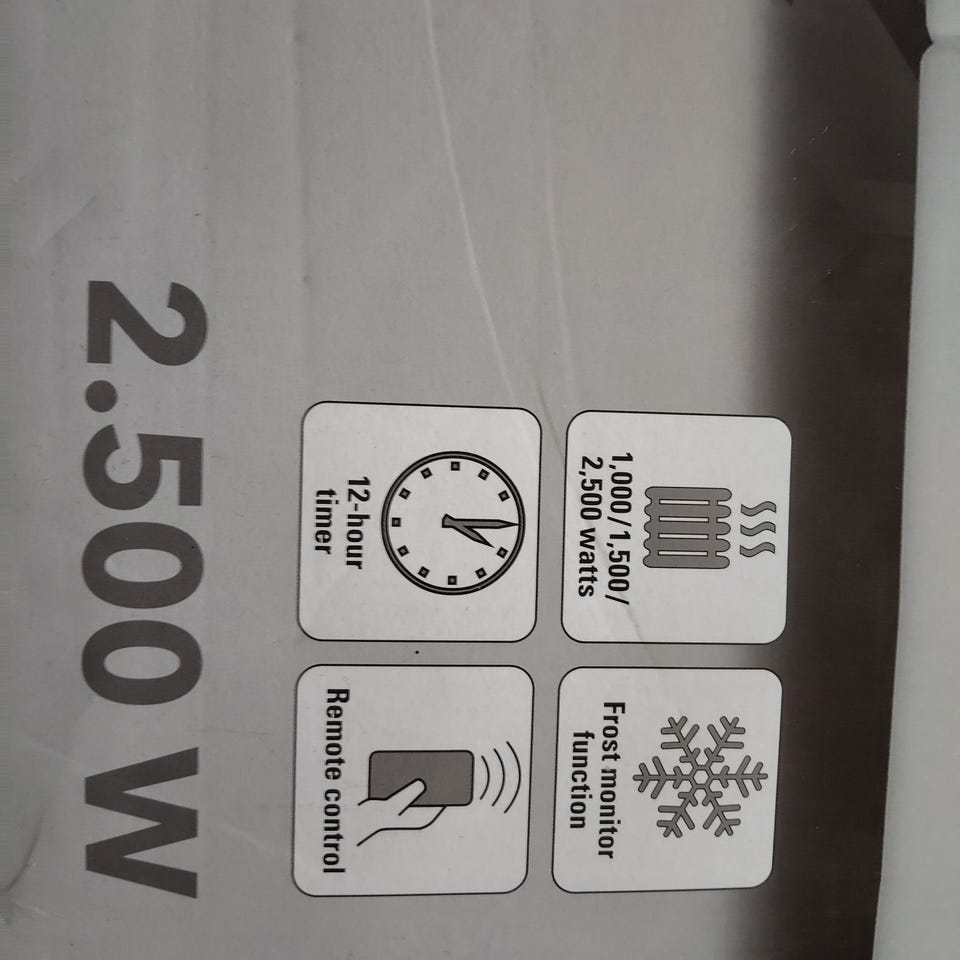 1,000/1,500/
2,500 watts
Frost monitor
function
12-hour
timer
Remote control
2.500 W